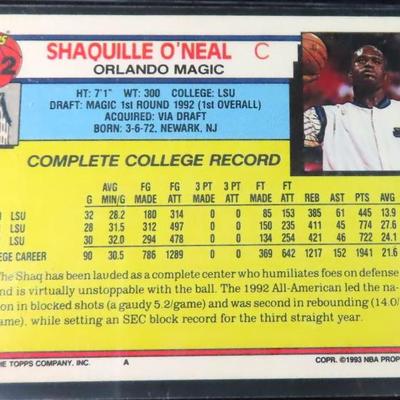 SHAQUILLE O'NEAL C
2
ORLANDO MAGIC
HT: 7'1" WT: 300 COLLEGE: LSU
DRAFT: MAGIC 1ST ROUND 1992 (1ST OVERALL)
ACQUIRED: VIA DRAFT
BORN: 3-6-72, NEWARK, NJ
COMPLETE COLLEGE RECORD
AVG FG FG 3 PT 3 PT FT FT AVG
G MIN/G MADE ATT MADE ATT MADE ATT REB AST PTS PTS
LSU 32 28.2 180 314 0 0 85 153 385 61 445 13.9
LSU 28 31.5 312 497 0 0 150 235 411 45 774 27.6
LSU 30 32.0 294 478 0 0 134 254 421 46 722 24.1
EGE CAREER 90 30.5 786 1289 0 0 369 642 1217 152 1941 21.6
The Shaq has been lauded as a complete center who humiliates foes on defense
nd is virtually unstoppable with the ball. The 1992 All-American led the na-
on in blocked shots (a gaudy 5.2/game) and was second in rebounding (14.0/
game), while setting an SEC block record for the third straight year.
HE TOPPS COMPANY, INC. A COPR. ©1993 NBA PROP